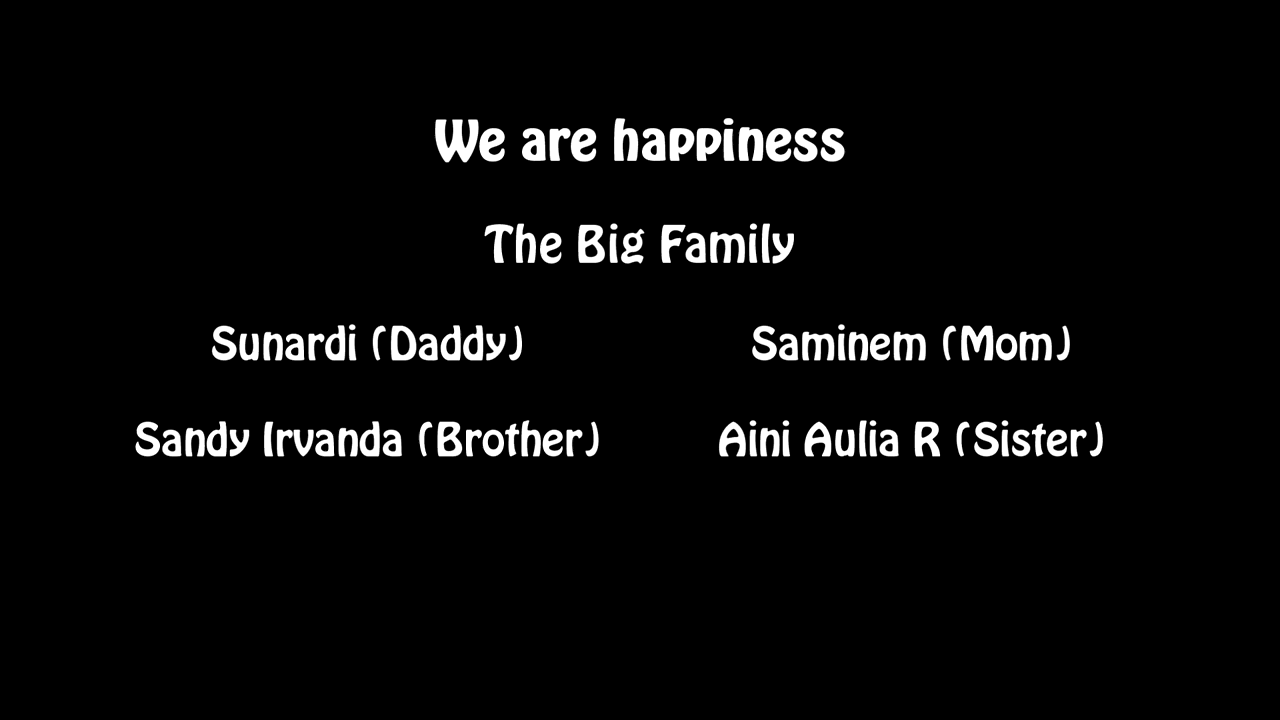 We are happiness
The Big Family
Sunardi (Daddy) Saminem (Mom)
Sandy Irvanda (Brother) Aini Aulia R (Sister)